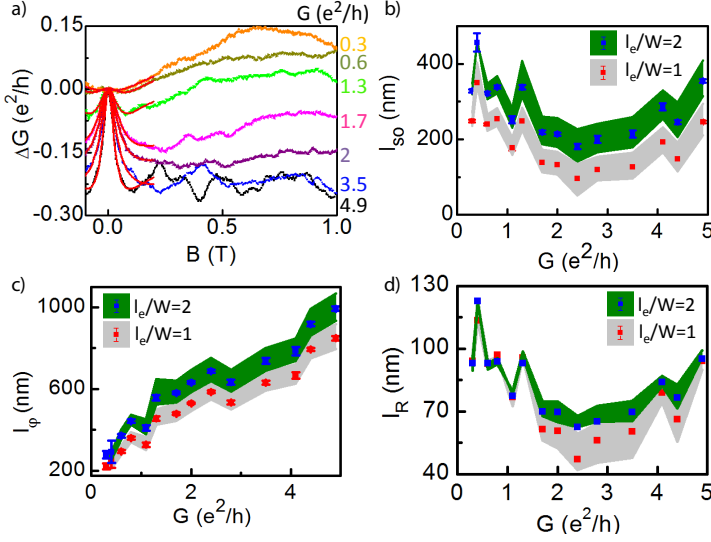 a)
G (e²/h)
0.15
0.00
-0.15
-0.30
ΔG (e²/h)
0.3
0.6
1.3
1.7
2
3.5
4.9
0.0
0.5
1.0
B (T)
b)
400
200
0
l_so (nm)
l_e/W=2
l_e/W=1
0 1 2 3 4 5
G (e²/h)
c)
1000
600
200
l_φ (nm)
l_e/W=2
l_e/W=1
0 2 4
G (e²/h)
d)
130
100
70
40
l_R (nm)
l_e/W=2
l_e/W=1
0 1 2 3 4 5
G (e²/h)